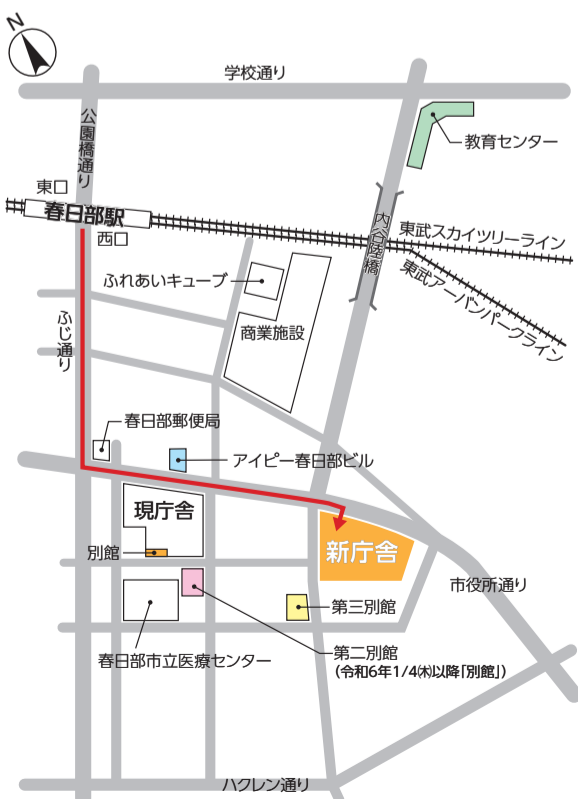 N
学校通り
公園橋通り
教育センター
東口
春日部駅
西口
内谷陸橋
東武スカイツリーライン
東武アーバンパークライン
ふれあいキューブ
商業施設
ふじ通り
春日部郵便局
アイピー春日部ビル
現庁舎
別館
新庁舎
市役所通り
第三別館
春日部市立医療センター
第二別館
(令和6年1/4㈭以降「別館」)
ハクレン通り